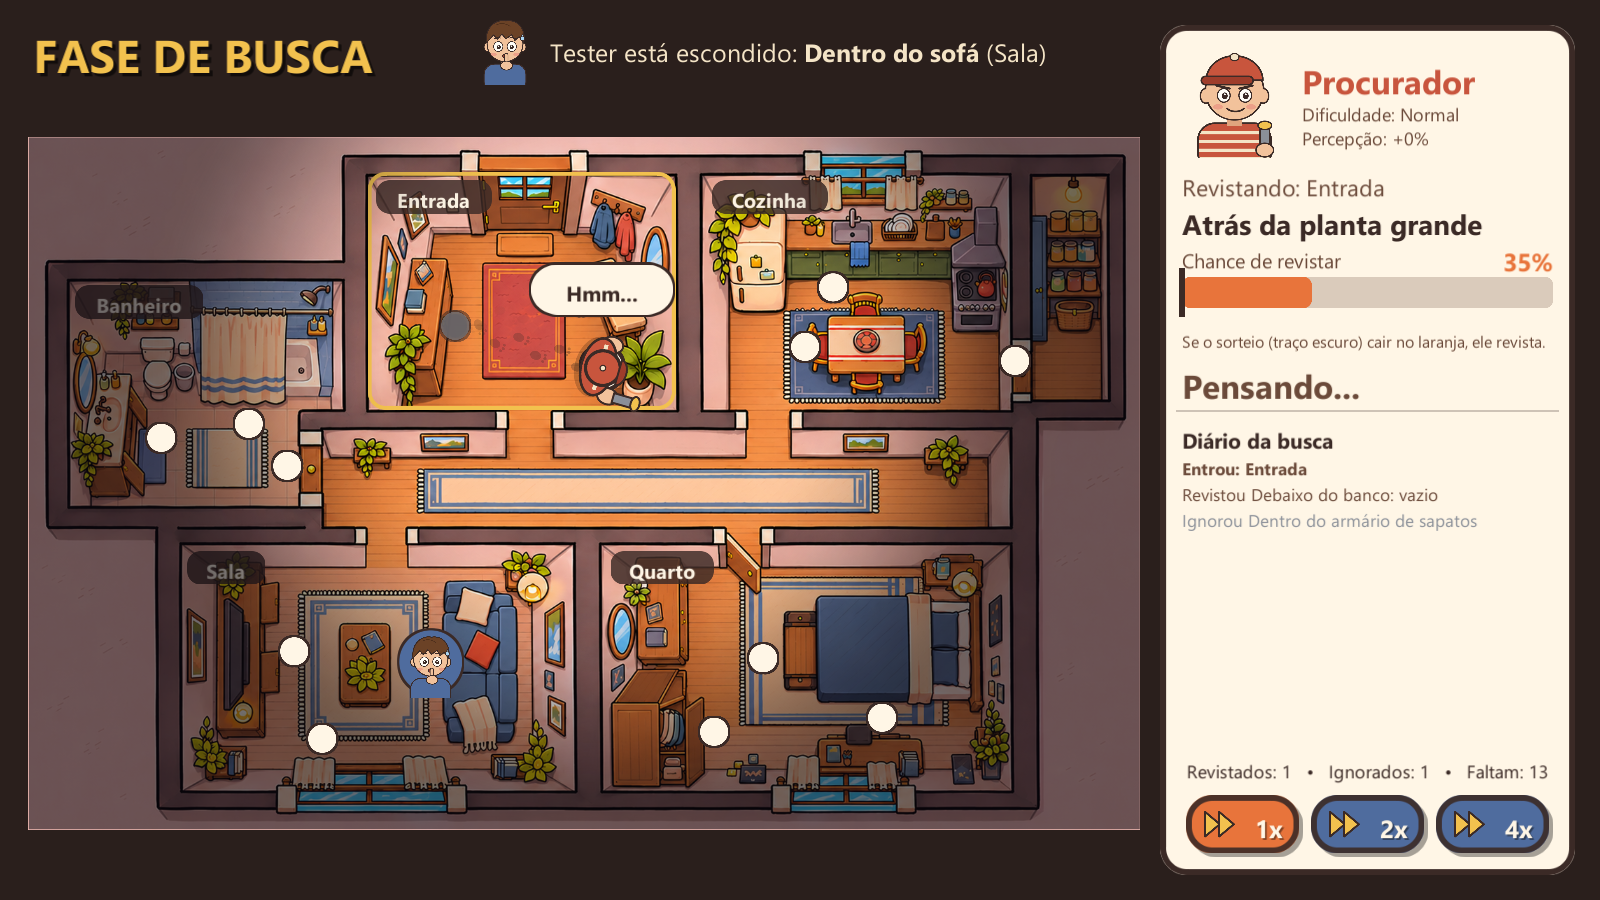 FASE DE BUSCA
Tester está escondido: Dentro do sofá (Sala)
Entrada
Cozinha
Hmm...
Banheiro
Sala
Quarto
Procurador
Dificuldade: Normal
Percepção: +0%
Revistando: Entrada
Atrás da planta grande
Chance de revistar 35%
Se o sorteio (traço escuro) cair no laranja, ele revista.
Pensando...
Diário da busca
Entrou: Entrada
Revistou Debaixo do banco: vazio
Ignorou Dentro do armário de sapatos
Revistados: 1 • Ignorados: 1 • Faltam: 13
1x 2x 4x